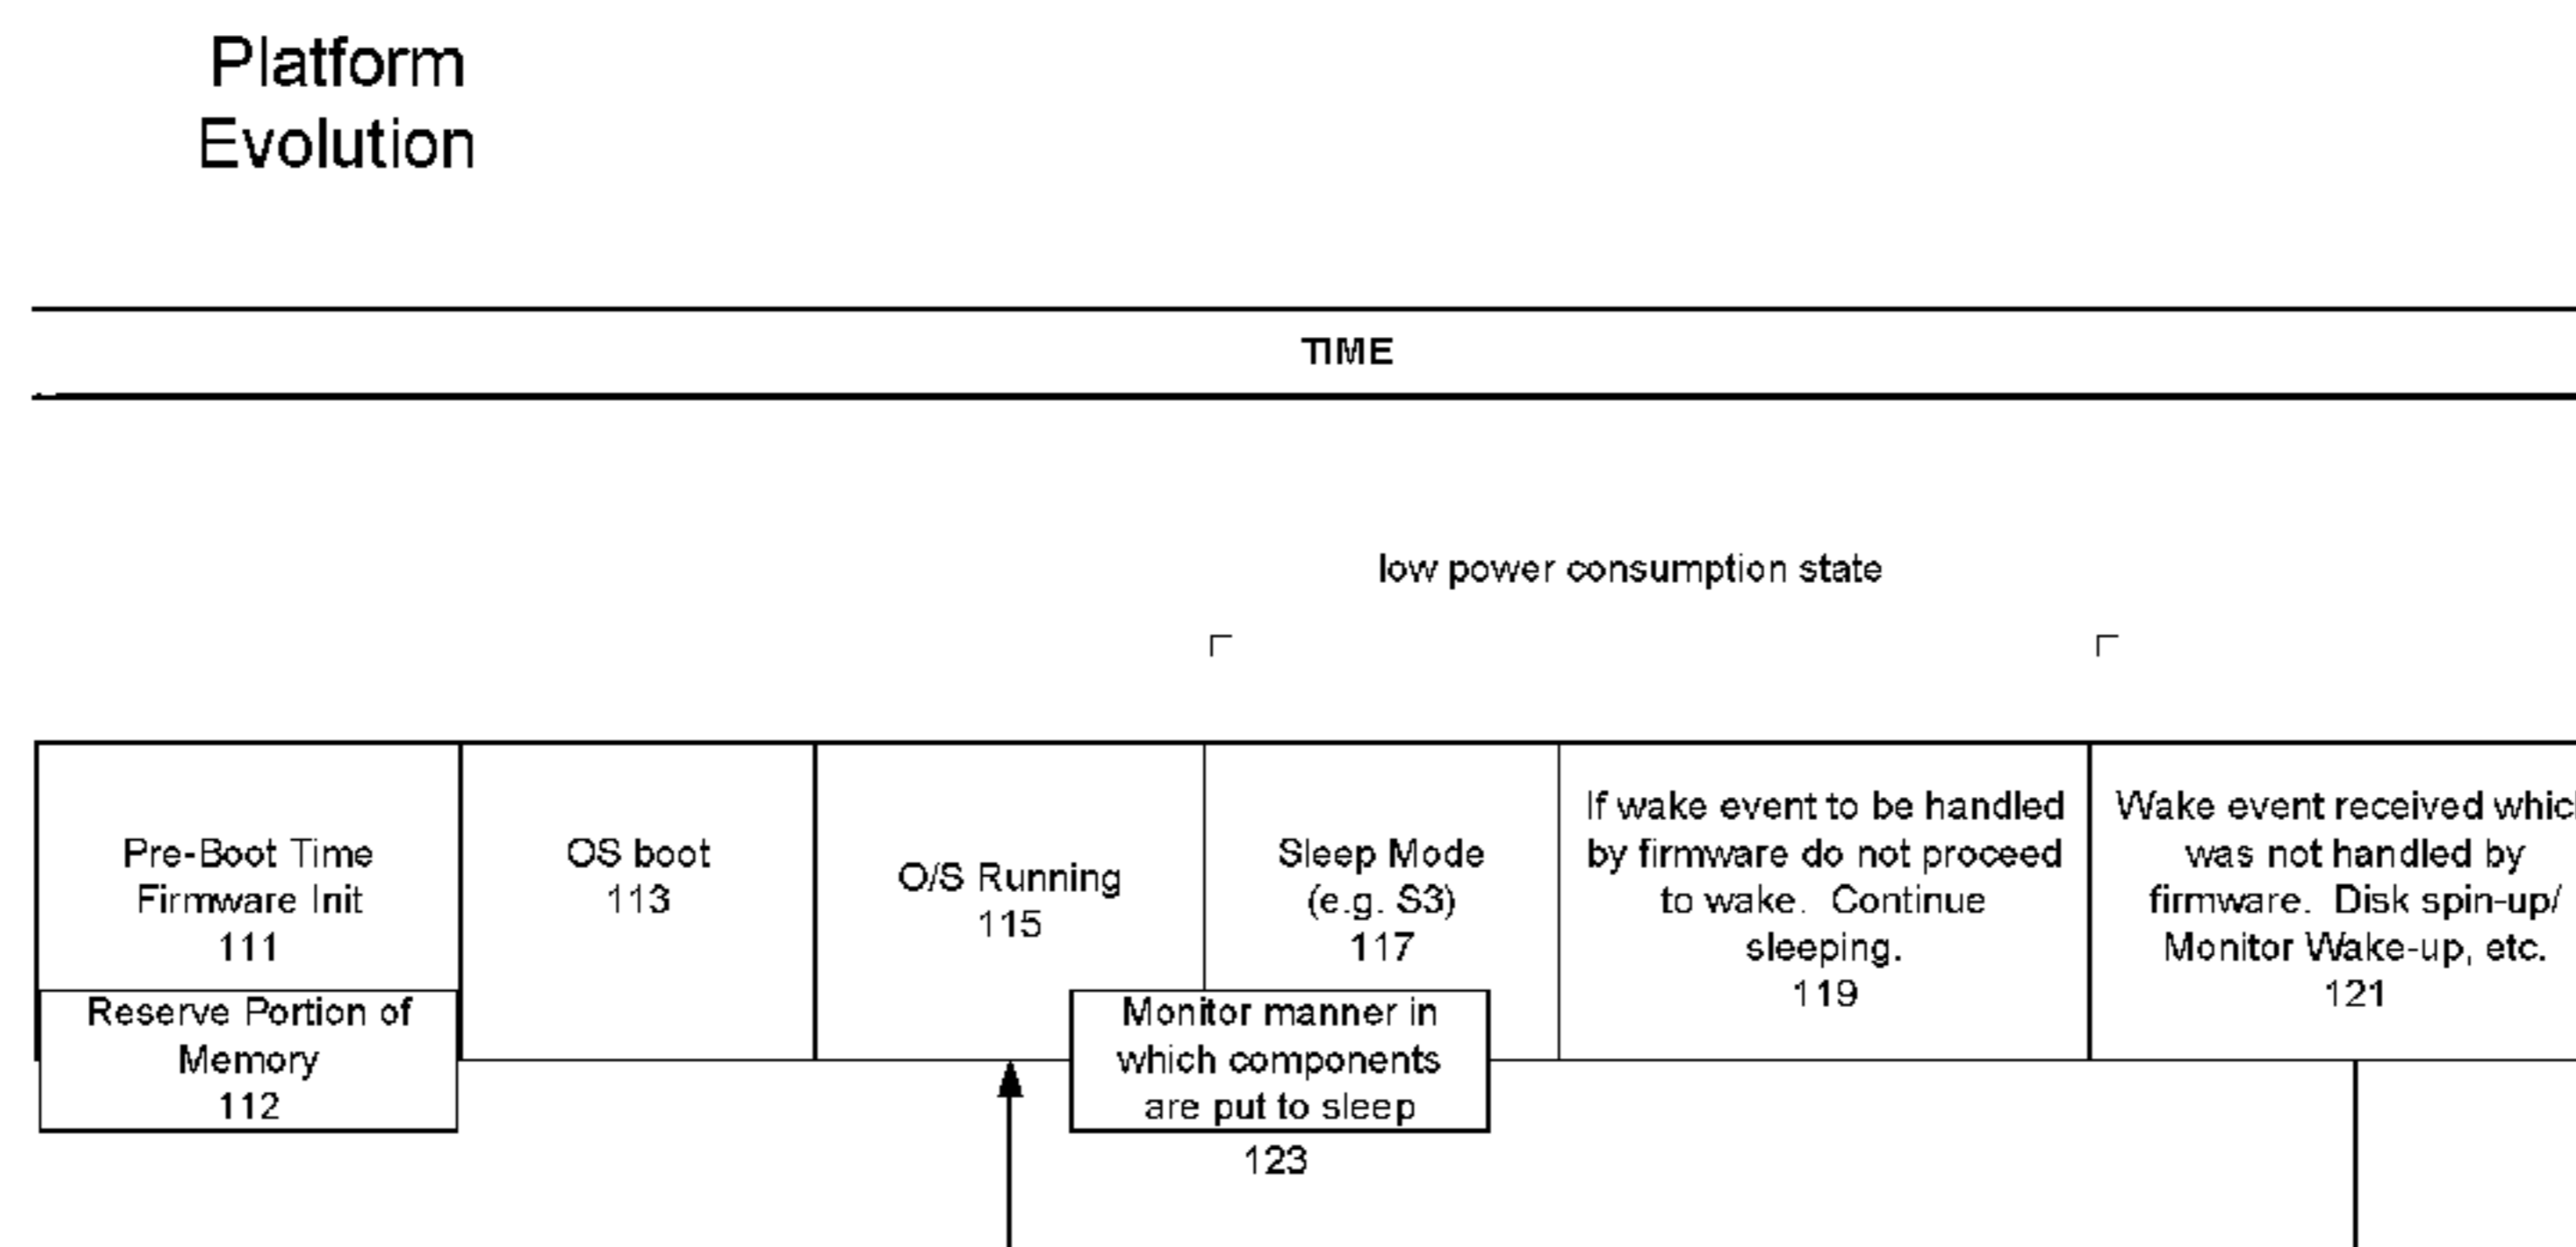 Platform
Evolution
TIME
low power consumption state
Pre-Boot Time
Firmware Init
111
Reserve Portion of
Memory
112
OS boot
113
O/S Running
115
Sleep Mode
(e.g. S3)
117
Monitor manner in
which components
are put to sleep
123
If wake event to be handled
by firmware do not proceed
to wake. Continue
sleeping.
119
Wake event received which
was not handled by
firmware. Disk spin-up/
Monitor Wake-up, etc.
121